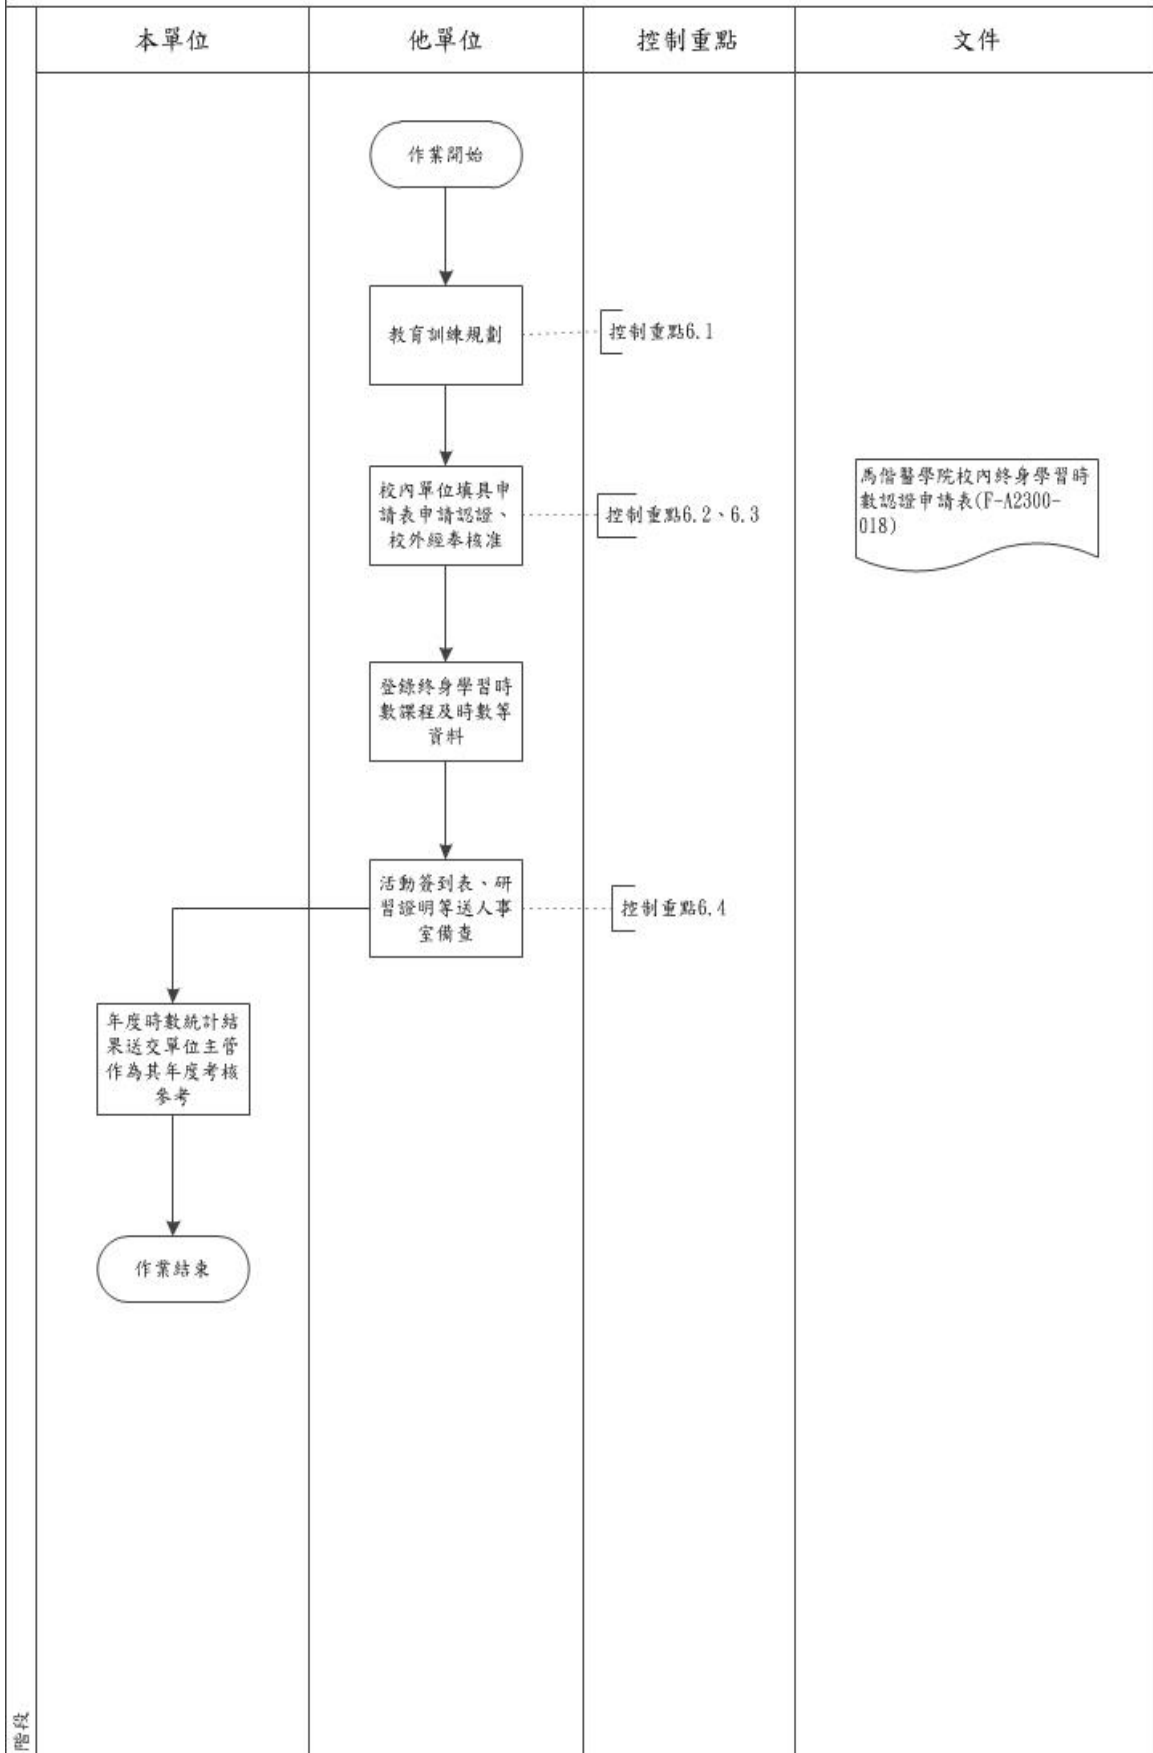 本單位
他單位
控制重點
文件
作業開始
教育訓練規劃
控制重點6.1
校內單位填具申
請表申請認證、
校外經奉核准
控制重點6.2、6.3
馬偕醫學院校內終身學習時
數認證申請表(F-A2300-
018)
登錄終身學習時
數課程及時數等
資料
活動簽到表、研
習證明等送人事
室備查
控制重點6.4
年度時數統計結
果送交單位主管
作為其年度考核
參考
作業結束
階段